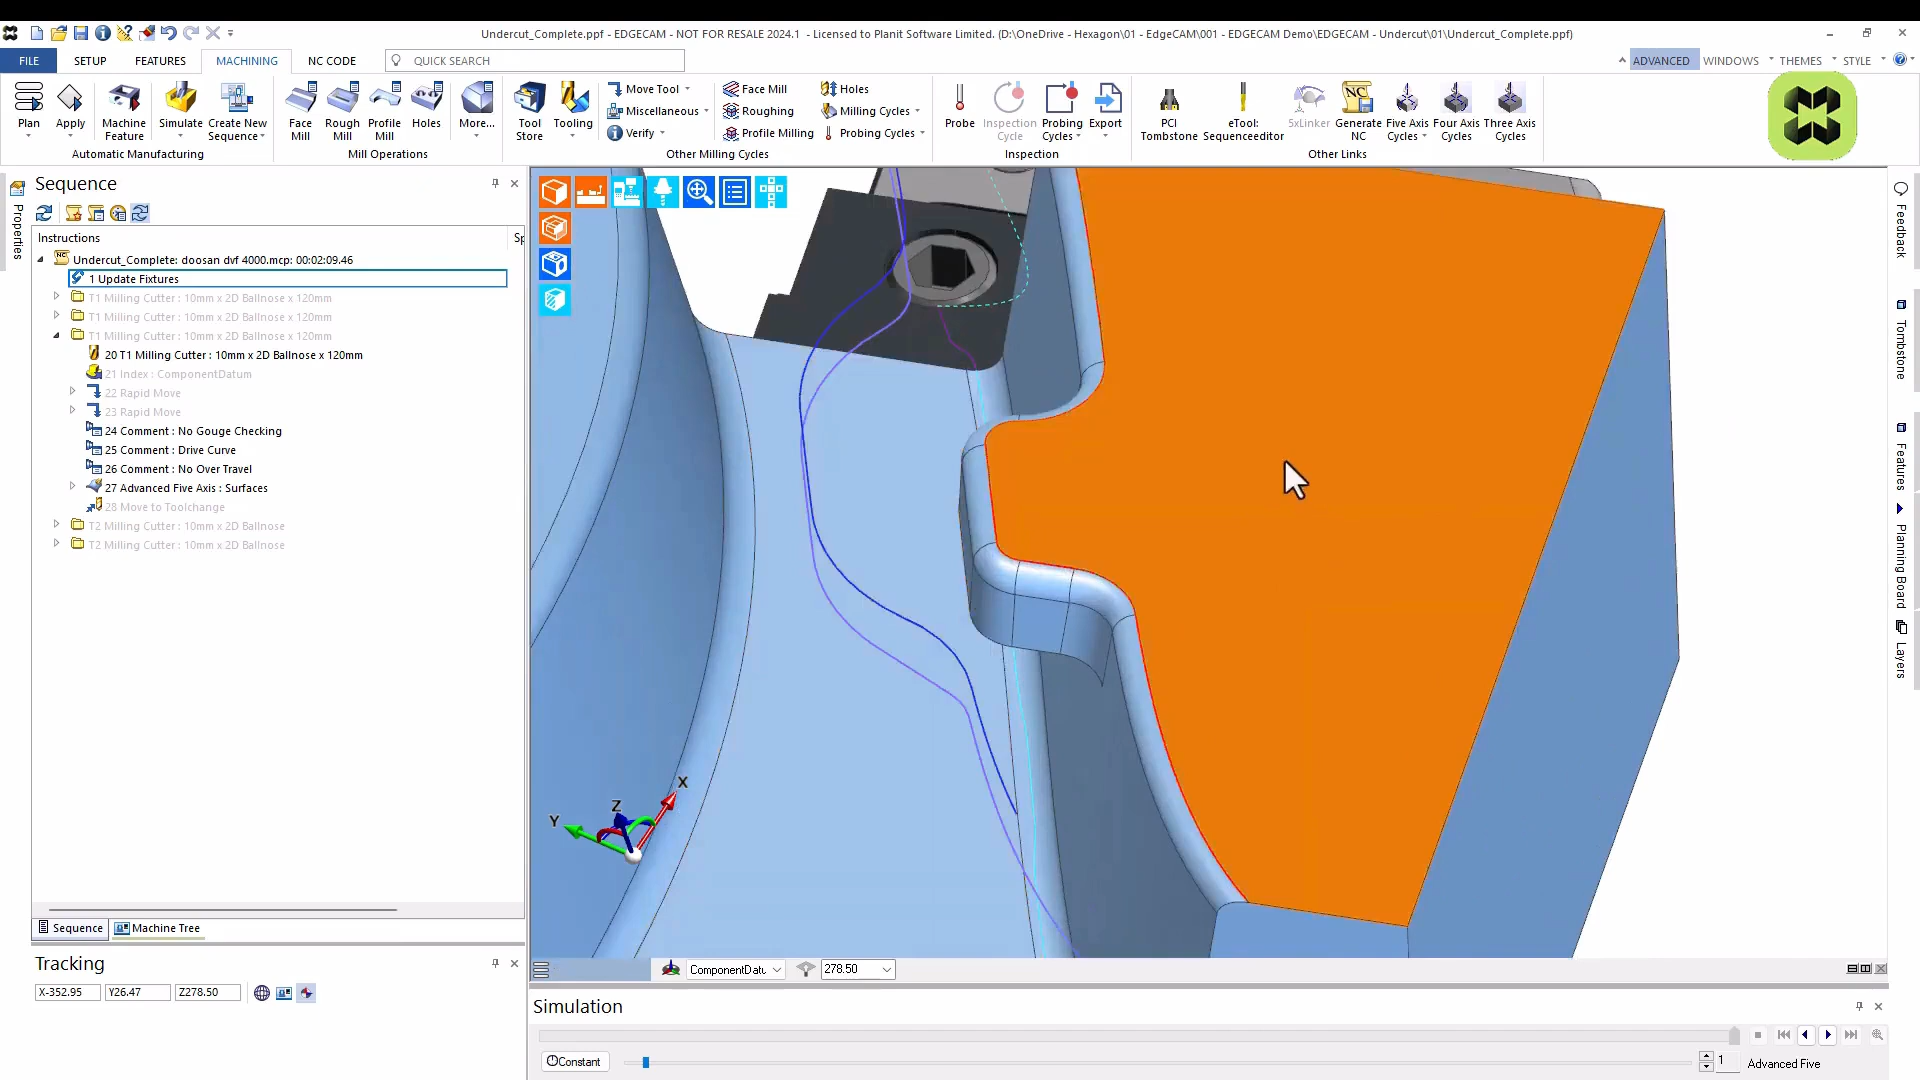 Undercut_Complete.ppf - EDGECAM - NOT FOR RESALE 2024.1 - Licensed to Planit Software Limited. (D:\OneDrive - Hexagon\01 - EdgeCAM\001 - EDGECAM Demo\EDGECAM - Undercut\01\Undercut_Complete.ppf)
FILE SETUP FEATURES MACHINING NC CODE QUICK SEARCH ADVANCED WINDOWS THEMES STYLE
Plan
Apply
Machine Feature
Simulate
Create New Sequence
Automatic Manufacturing
Face Mill
Rough Mill
Profile Mill
Holes
More...
Mill Operations
Tool Store
Tooling
Move Tool
Miscellaneous
Verify
Face Mill
Roughing
Profile Milling
Holes
Milling Cycles
Probing Cycles
Other Milling Cycles
Probe
Inspection Cycle
Probing Cycles
Export
Inspection
PCI Tombstone
eTool: Sequenceeditor
5xLinker
NC
Generate NC
Five Axis Cycles
Four Axis Cycles
Three Axis Cycles
Other Links
Properties
Sequence
Instructions
Sp
NC
Undercut_Complete: doosan dvf 4000.mcp: 00:02:09.46
1 Update Fixtures
T1 Milling Cutter : 10mm x 2D Ballnose x 120mm
T1 Milling Cutter : 10mm x 2D Ballnose x 120mm
T1 Milling Cutter : 10mm x 2D Ballnose x 120mm
20 T1 Milling Cutter : 10mm x 2D Ballnose x 120mm
21 Index : ComponentDatum
22 Rapid Move
23 Rapid Move
24 Comment : No Gouge Checking
25 Comment : Drive Curve
26 Comment : No Over Travel
27 Advanced Five Axis : Surfaces
28 Move to Toolchange
T2 Milling Cutter : 10mm x 2D Ballnose
T2 Milling Cutter : 10mm x 2D Ballnose
Sequence Machine Tree
Tracking
X-352.95 Y26.47 Z278.50
X
Y
Z
ComponentDatu 278.50
Simulation
Constant
1
Advanced Five
Feedback
Tombstone
Features
Planning Board
Layers